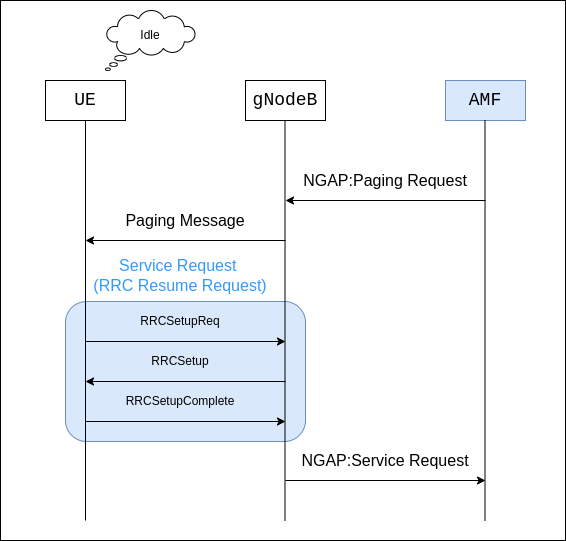 Idle
UE
gNodeB
AMF
NGAP:Paging Request
Paging Message
Service Request
(RRC Resume Request)
RRCSetupReq
RRCSetup
RRCSetupComplete
NGAP:Service Request